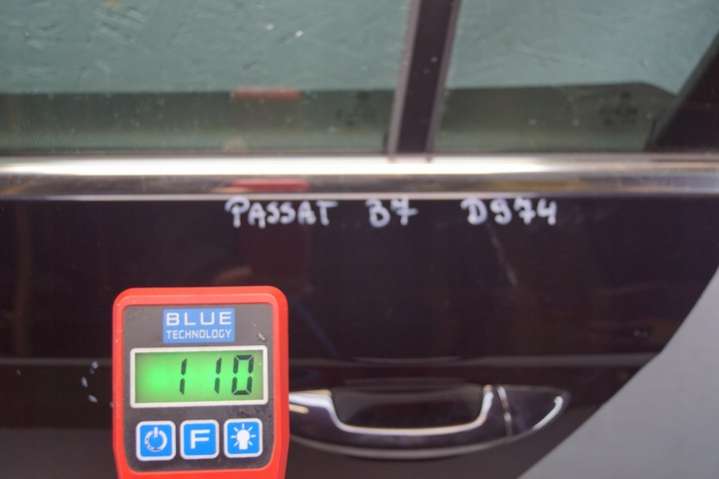 PASSAT B7 D974
BLUE
TECHNOLOGY
110
F